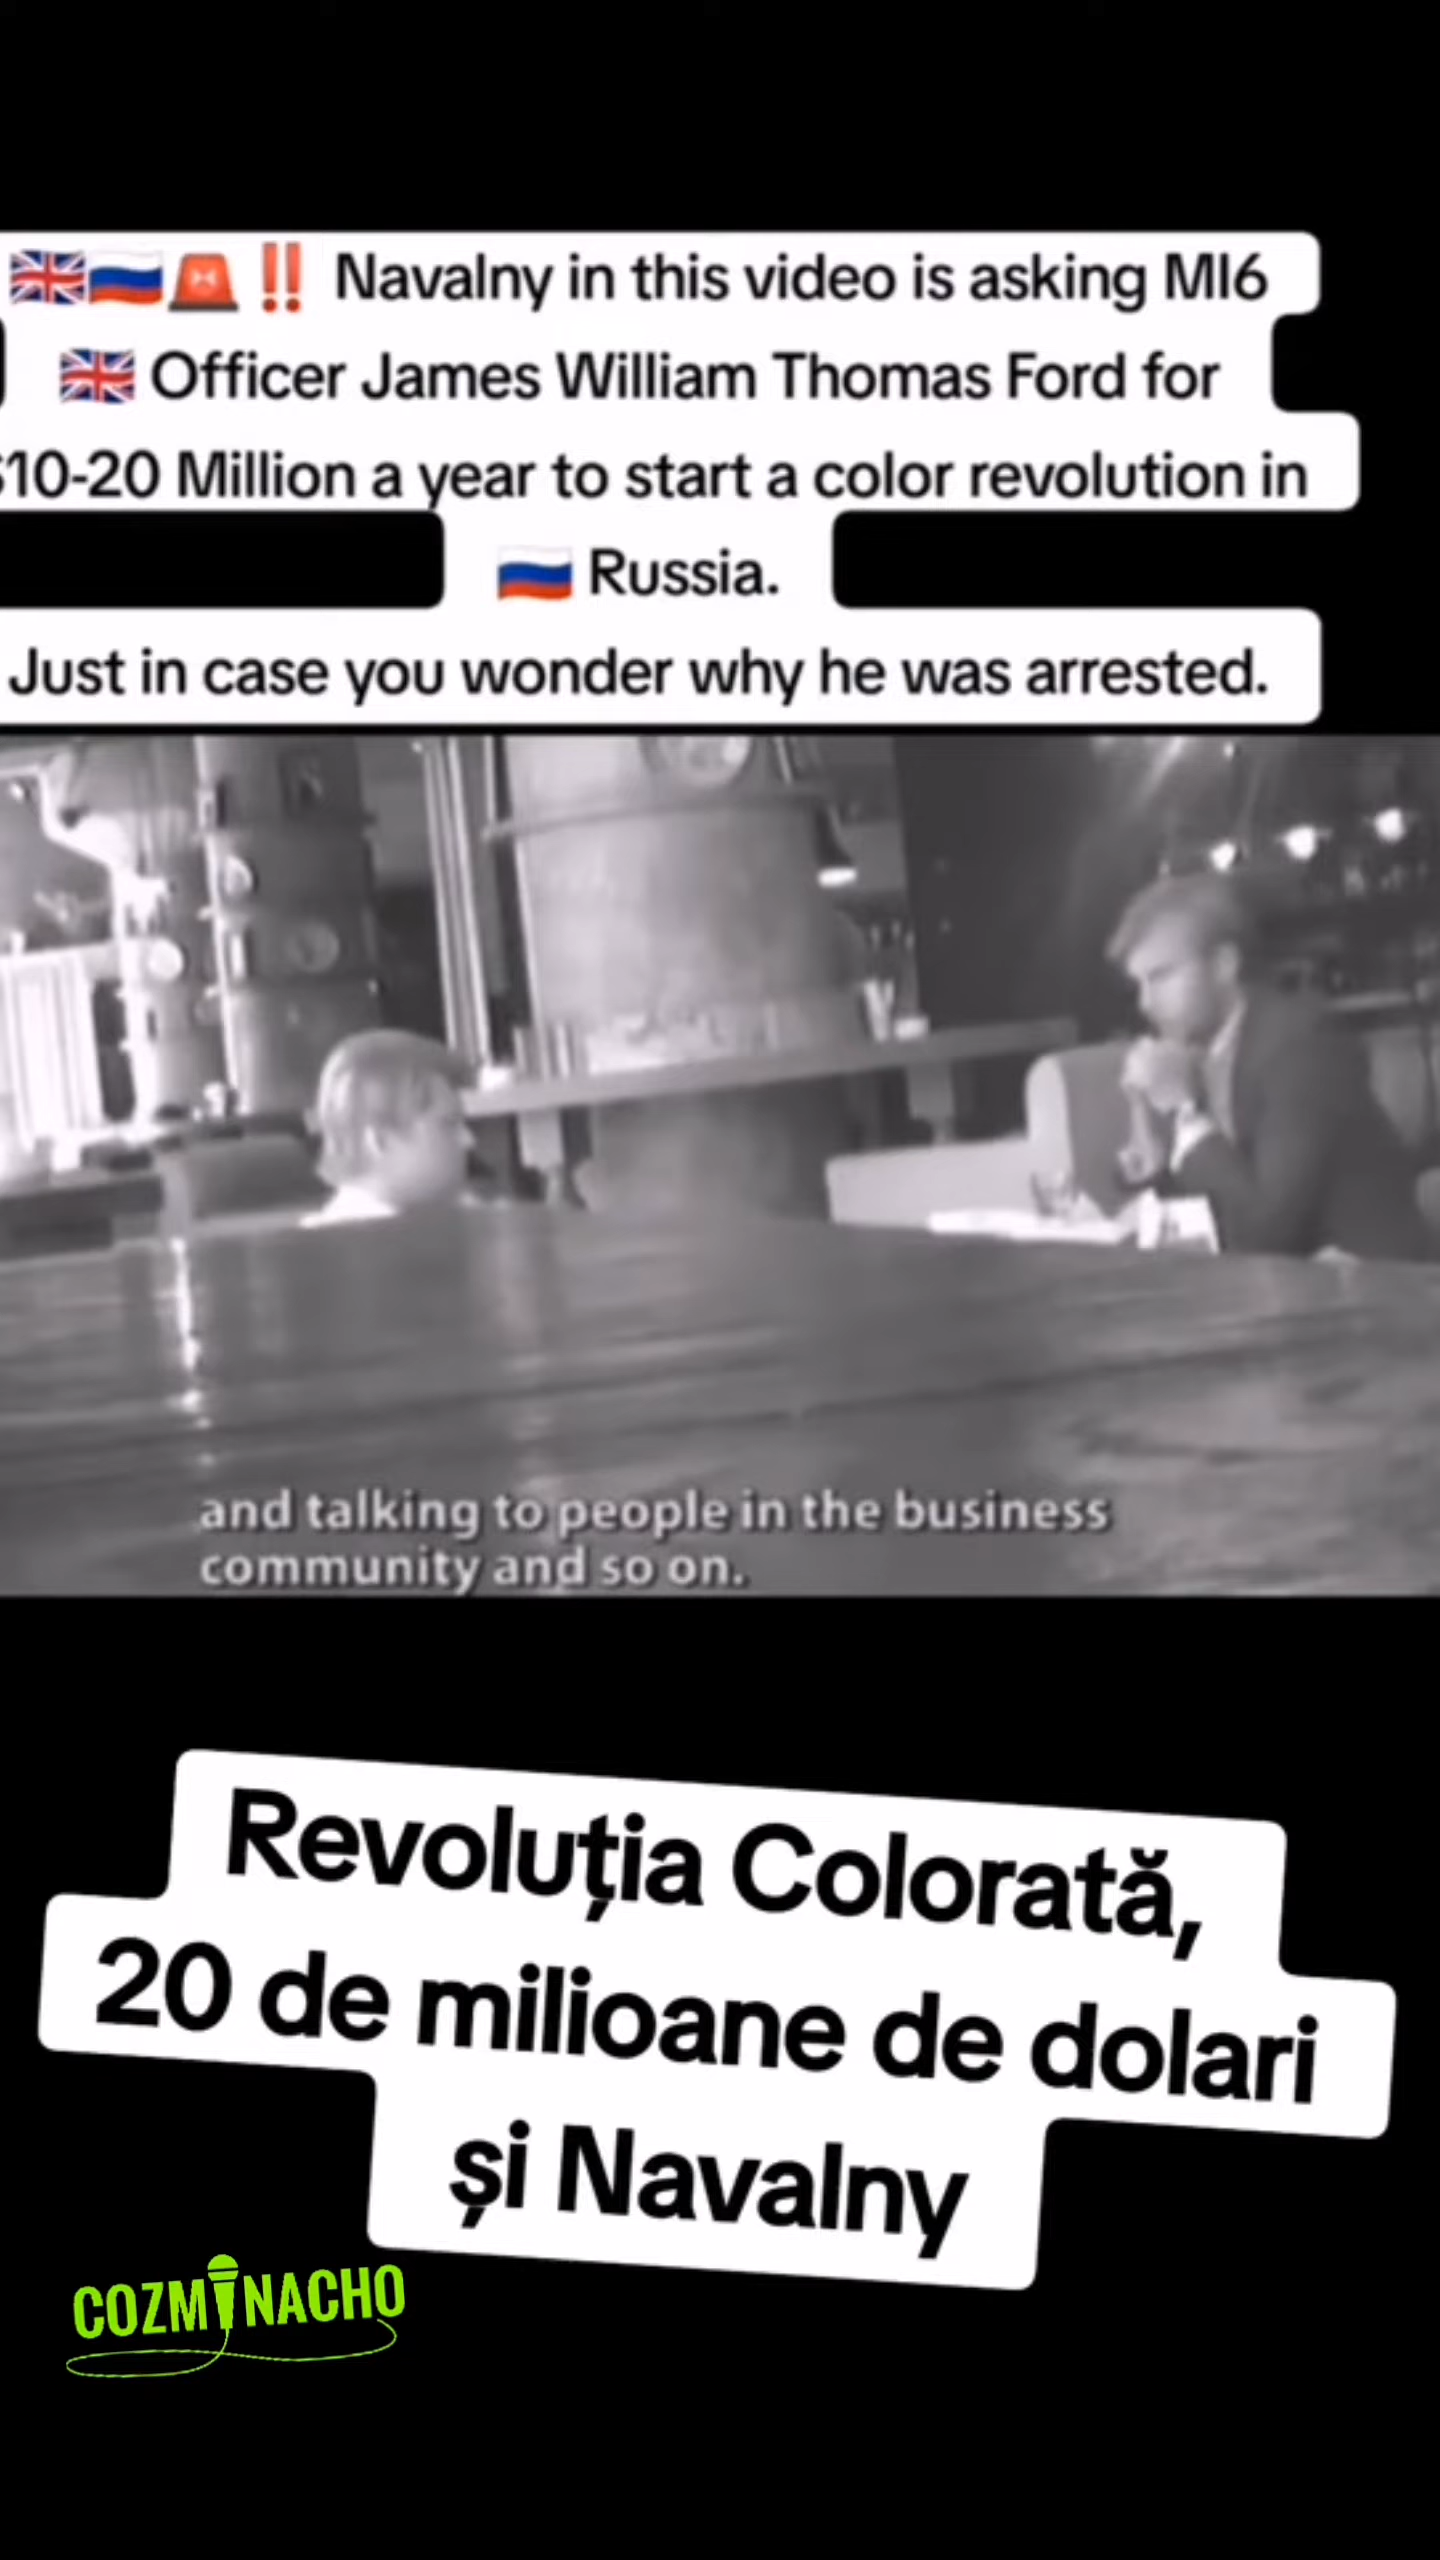 🇬🇧🇷🇺🚨‼️ Navalny in this video is asking MI6
🇬🇧 Officer James William Thomas Ford for
$10-20 Million a year to start a color revolution in
🇷🇺 Russia.
Just in case you wonder why he was arrested.
and talking to people in the business
community and so on.
Revoluția Colorată,
20 de milioane de dolari
și Navalny
COZMINACHO